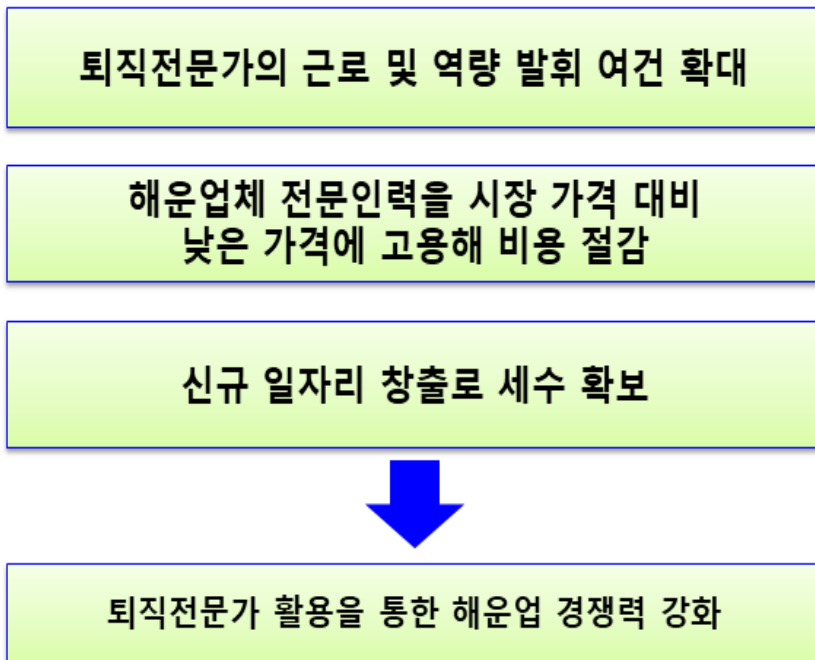 퇴직전문가의 근로 및 역량 발휘 여건 확대
해운업체 전문인력을 시장 가격 대비
낮은 가격에 고용해 비용 절감
신규 일자리 창출로 세수 확보
퇴직전문가 활용을 통한 해운업 경쟁력 강화